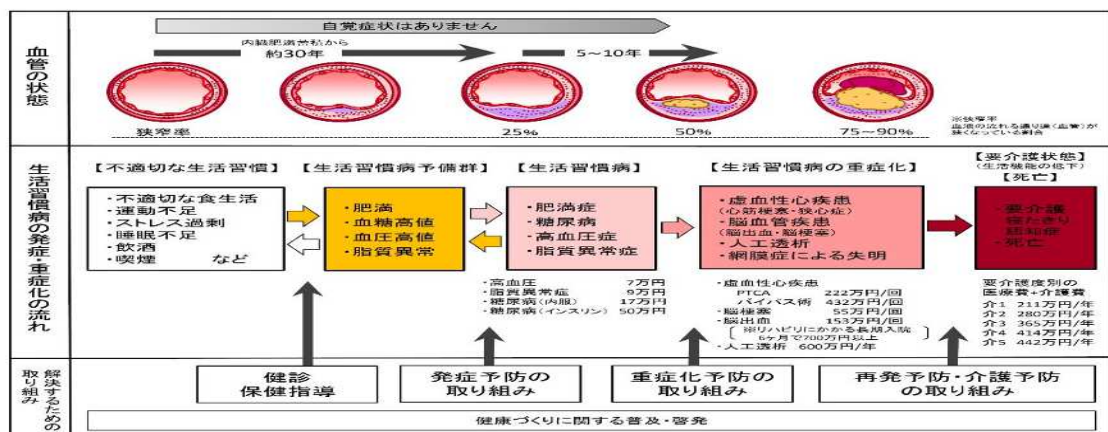 血管の状態
自覚症状はありません
内臓肥満蓄積から
約30年
5～10年
狭窄率
25%
50%
75～90%
※狭窄率
血液の流れる通り道(血管)が
狭くなっている割合
生活習慣病の発症・重症化の流れ
【不適切な生活習慣】
・不適切な食生活
・運動不足
・ストレス過剰
・睡眠不足
・飲酒
・喫煙 など
【生活習慣病予備群】
・肥満
・血糖高値
・血圧高値
・脂質異常
【生活習慣病】
・肥満症
・糖尿病
・高血圧症
・脂質異常症
・高血圧 7万円
・脂質異常症 9万円
・糖尿病(内服) 17万円
・糖尿病(インスリン) 50万円
【生活習慣病の重症化】
・虚血性心疾患
(心筋梗塞・狭心症)
・脳血管疾患
(脳出血・脳梗塞)
・人工透析
・網膜症による失明
・虚血性心疾患
PTCA 222万円/回
バイパス術 432万円/回
・脳梗塞 55万円/回
・脳出血 153万円/回
※リハビリにかかる長期入院
6ヶ月で700万円以上
・人工透析 600万円/年
【要介護状態】
(生活機能の低下)
【死亡】
・要介護
寝たきり
認知症
・死亡
要介護度別の
医療費+介護費
介1 211万円/年
介2 280万円/年
介3 365万円/年
介4 414万円/年
介5 442万円/年
解決するための
取り組み
健診
保健指導
発症予防の
取り組み
重症化予防の
取り組み
再発予防・介護予防
の取り組み
健康づくりに関する普及・啓発